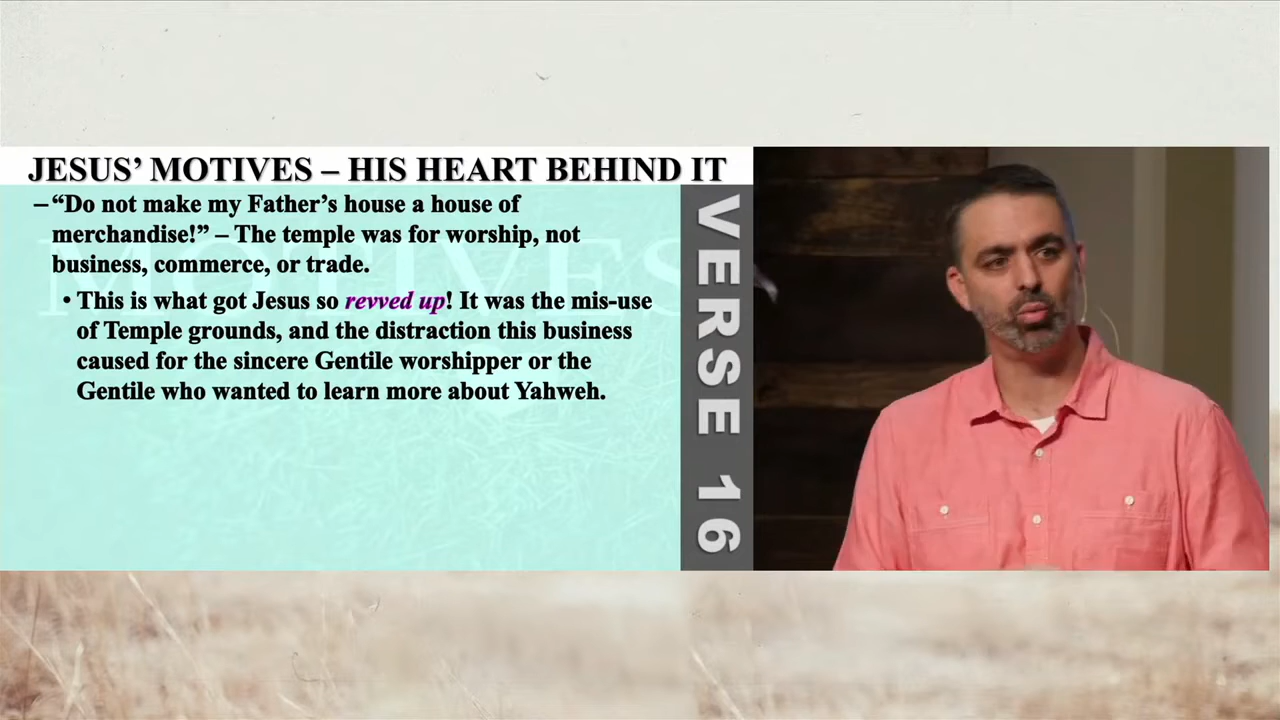 JESUS’ MOTIVES – HIS HEART BEHIND IT
– “Do not make my Father’s house a house of
merchandise!” – The temple was for worship, not
business, commerce, or trade.
• This is what got Jesus so revved up! It was the mis-use
of Temple grounds, and the distraction this business
caused for the sincere Gentile worshipper or the
Gentile who wanted to learn more about Yahweh.
VERSE 16
MOTIVES